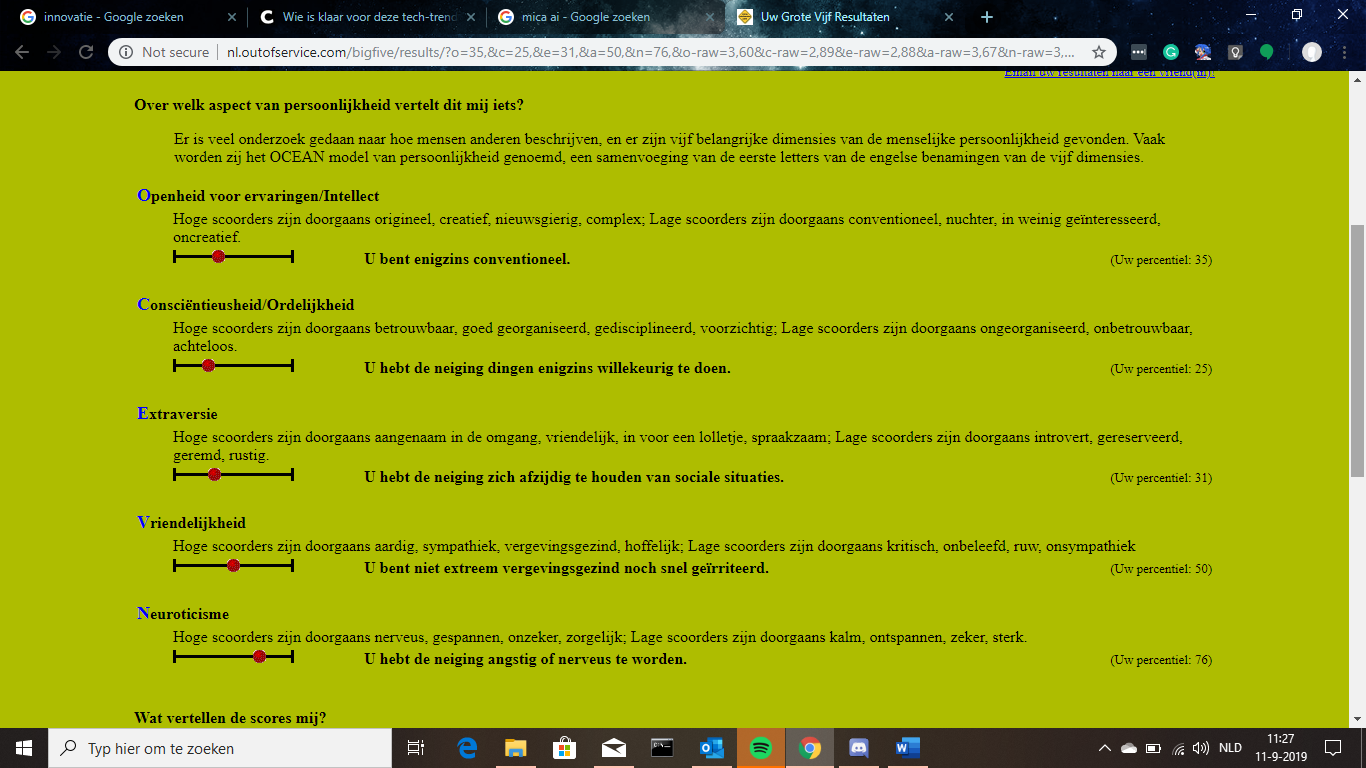 innovatie - Google zoeken
Wie is klaar voor deze tech-trend
mica ai - Google zoeken
Uw Grote Vijf Resultaten
Not secure | nl.outofservice.com/bigfive/results/?o=35,&c=25,&e=31,&a=50,&n=76,&o-raw=3,60&c-raw=2,89&e-raw=2,88&a-raw=3,67&n-raw=3,...
Email uw resultaten naar een vriend(in)!
Over welk aspect van persoonlijkheid vertelt dit mij iets?
Er is veel onderzoek gedaan naar hoe mensen anderen beschrijven, en er zijn vijf belangrijke dimensies van de menselijke persoonlijkheid gevonden. Vaak
worden zij het OCEAN model van persoonlijkheid genoemd, een samenvoeging van de eerste letters van de engelse benamingen van de vijf dimensies.
Openheid voor ervaringen/Intellect
Hoge scoorders zijn doorgaans origineel, creatief, nieuwsgierig, complex; Lage scoorders zijn doorgaans conventioneel, nuchter, in weinig geïnteresseerd,
oncreatief.
U bent enigzins conventioneel. (Uw percentiel: 35)
Consciëntieusheid/Ordelijkheid
Hoge scoorders zijn doorgaans betrouwbaar, goed georganiseerd, gedisciplineerd, voorzichtig; Lage scoorders zijn doorgaans ongeorganiseerd, onbetrouwbaar,
achteloos.
U hebt de neiging dingen enigzins willekeurig te doen. (Uw percentiel: 25)
Extraversie
Hoge scoorders zijn doorgaans aangenaam in de omgang, vriendelijk, in voor een lolletje, spraakzaam; Lage scoorders zijn doorgaans introvert, gereserveerd,
geremd, rustig.
U hebt de neiging zich afzijdig te houden van sociale situaties. (Uw percentiel: 31)
Vriendelijkheid
Hoge scoorders zijn doorgaans aardig, sympathiek, vergevingsgezind, hoffelijk; Lage scoorders zijn doorgaans kritisch, onbeleefd, ruw, onsympathiek
U bent niet extreem vergevingsgezind noch snel geïrriteerd. (Uw percentiel: 50)
Neuroticisme
Hoge scoorders zijn doorgaans nerveus, gespannen, onzeker, zorgelijk; Lage scoorders zijn doorgaans kalm, ontspannen, zeker, sterk.
U hebt de neiging angstig of nerveus te worden. (Uw percentiel: 76)
Wat vertellen de scores mij?
Typ hier om te zoeken
NLD
11:27
11-9-2019